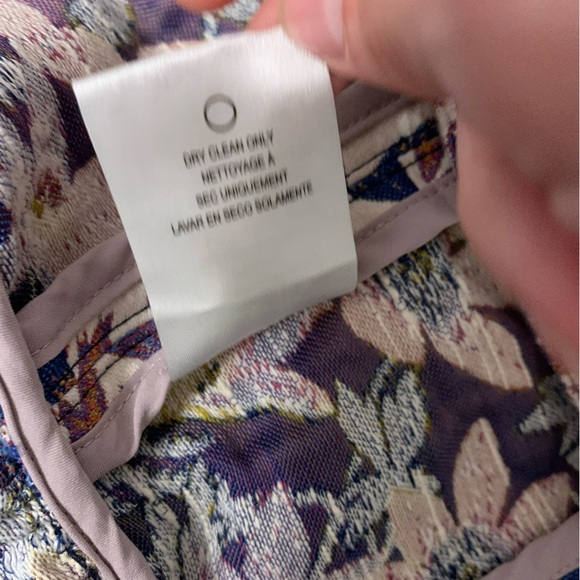 DRY CLEAN ONLY
NETTOYAGE À
SEC UNIQUEMENT
LAVAR EN SECO SOLAMENTE